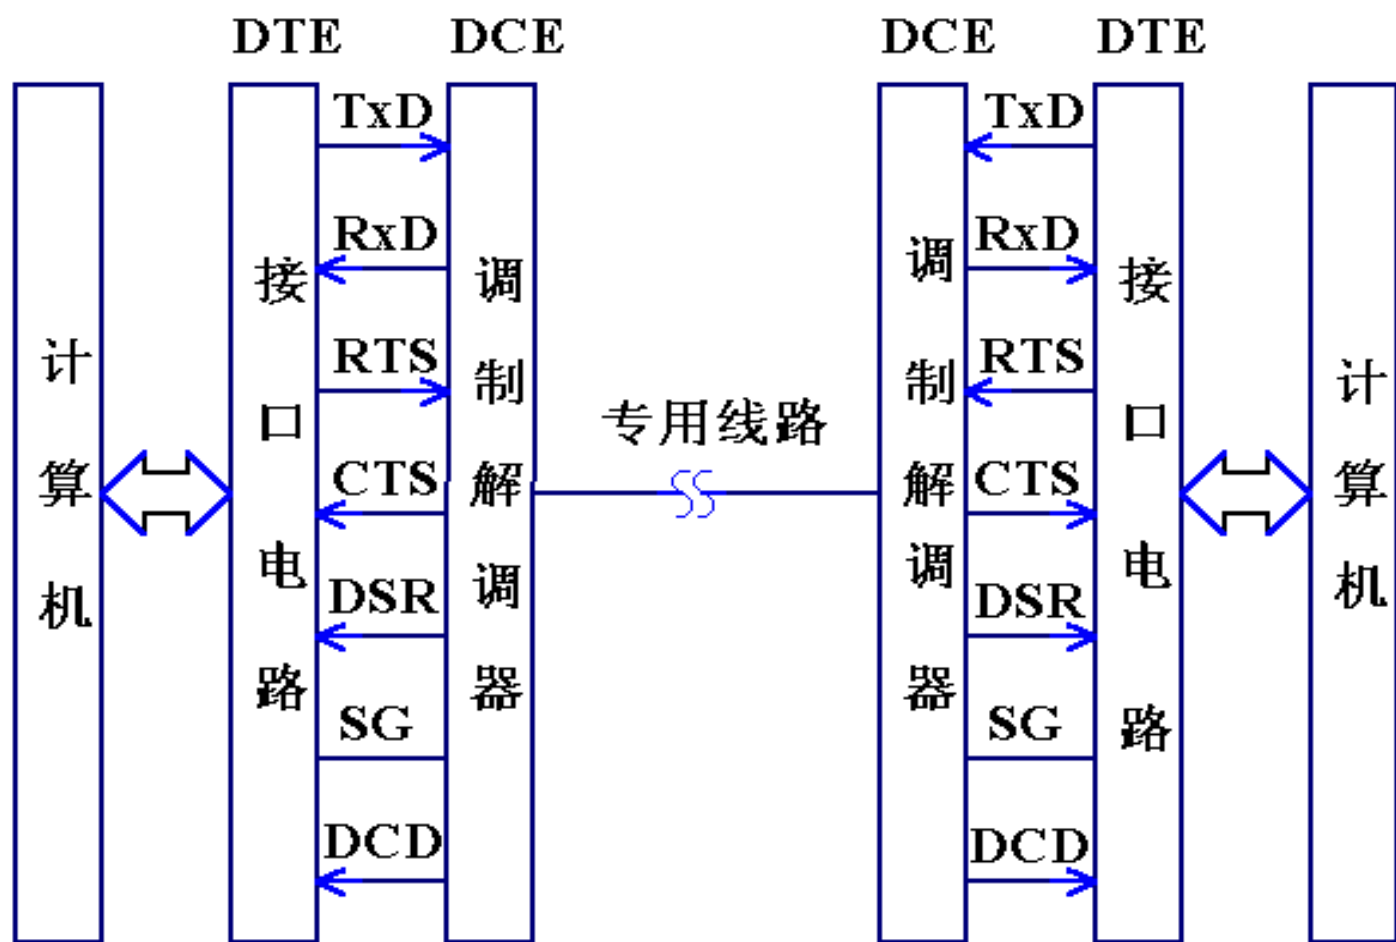 DTE DCE DCE DTE
TxD TxD
RxD RxD
RTS RTS
CTS CTS
DSR DSR
SG SG
DCD DCD
计算机
接口电路
调制解调器
专用线路
调制解调器
接口电路
计算机